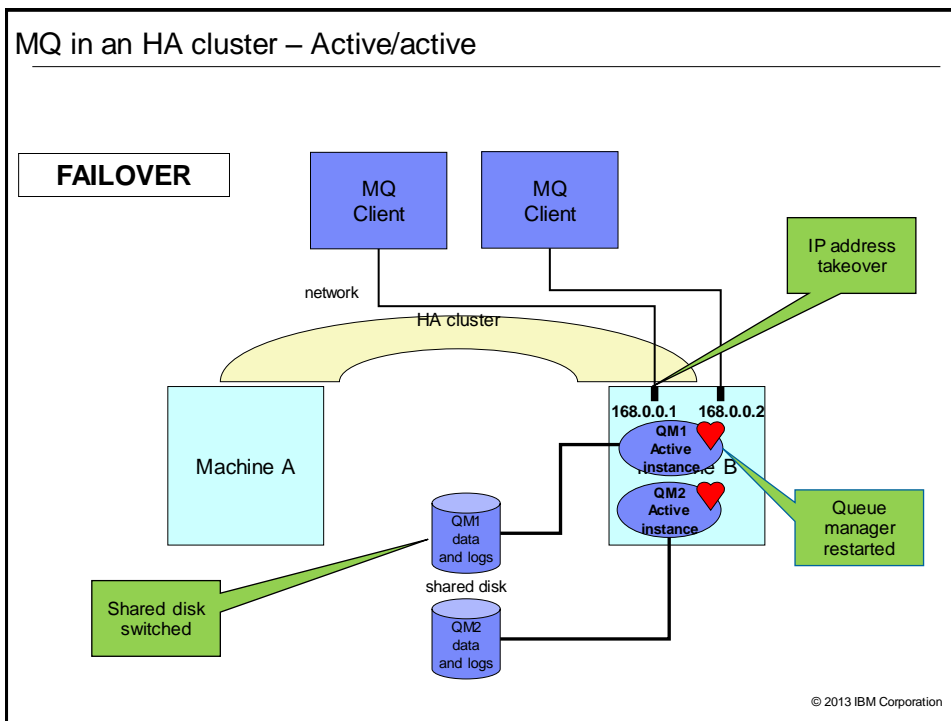 MQ in an HA cluster – Active/active
FAILOVER
MQ
Client
MQ
Client
IP address
takeover
network
HA cluster
168.0.0.1
168.0.0.2
Machine A
QM1
Active
instance
ne B
QM2
Active
instance
Queue
manager
restarted
QM1
data
and logs
shared disk
Shared disk
switched
QM2
data
and logs
© 2013 IBM Corporation